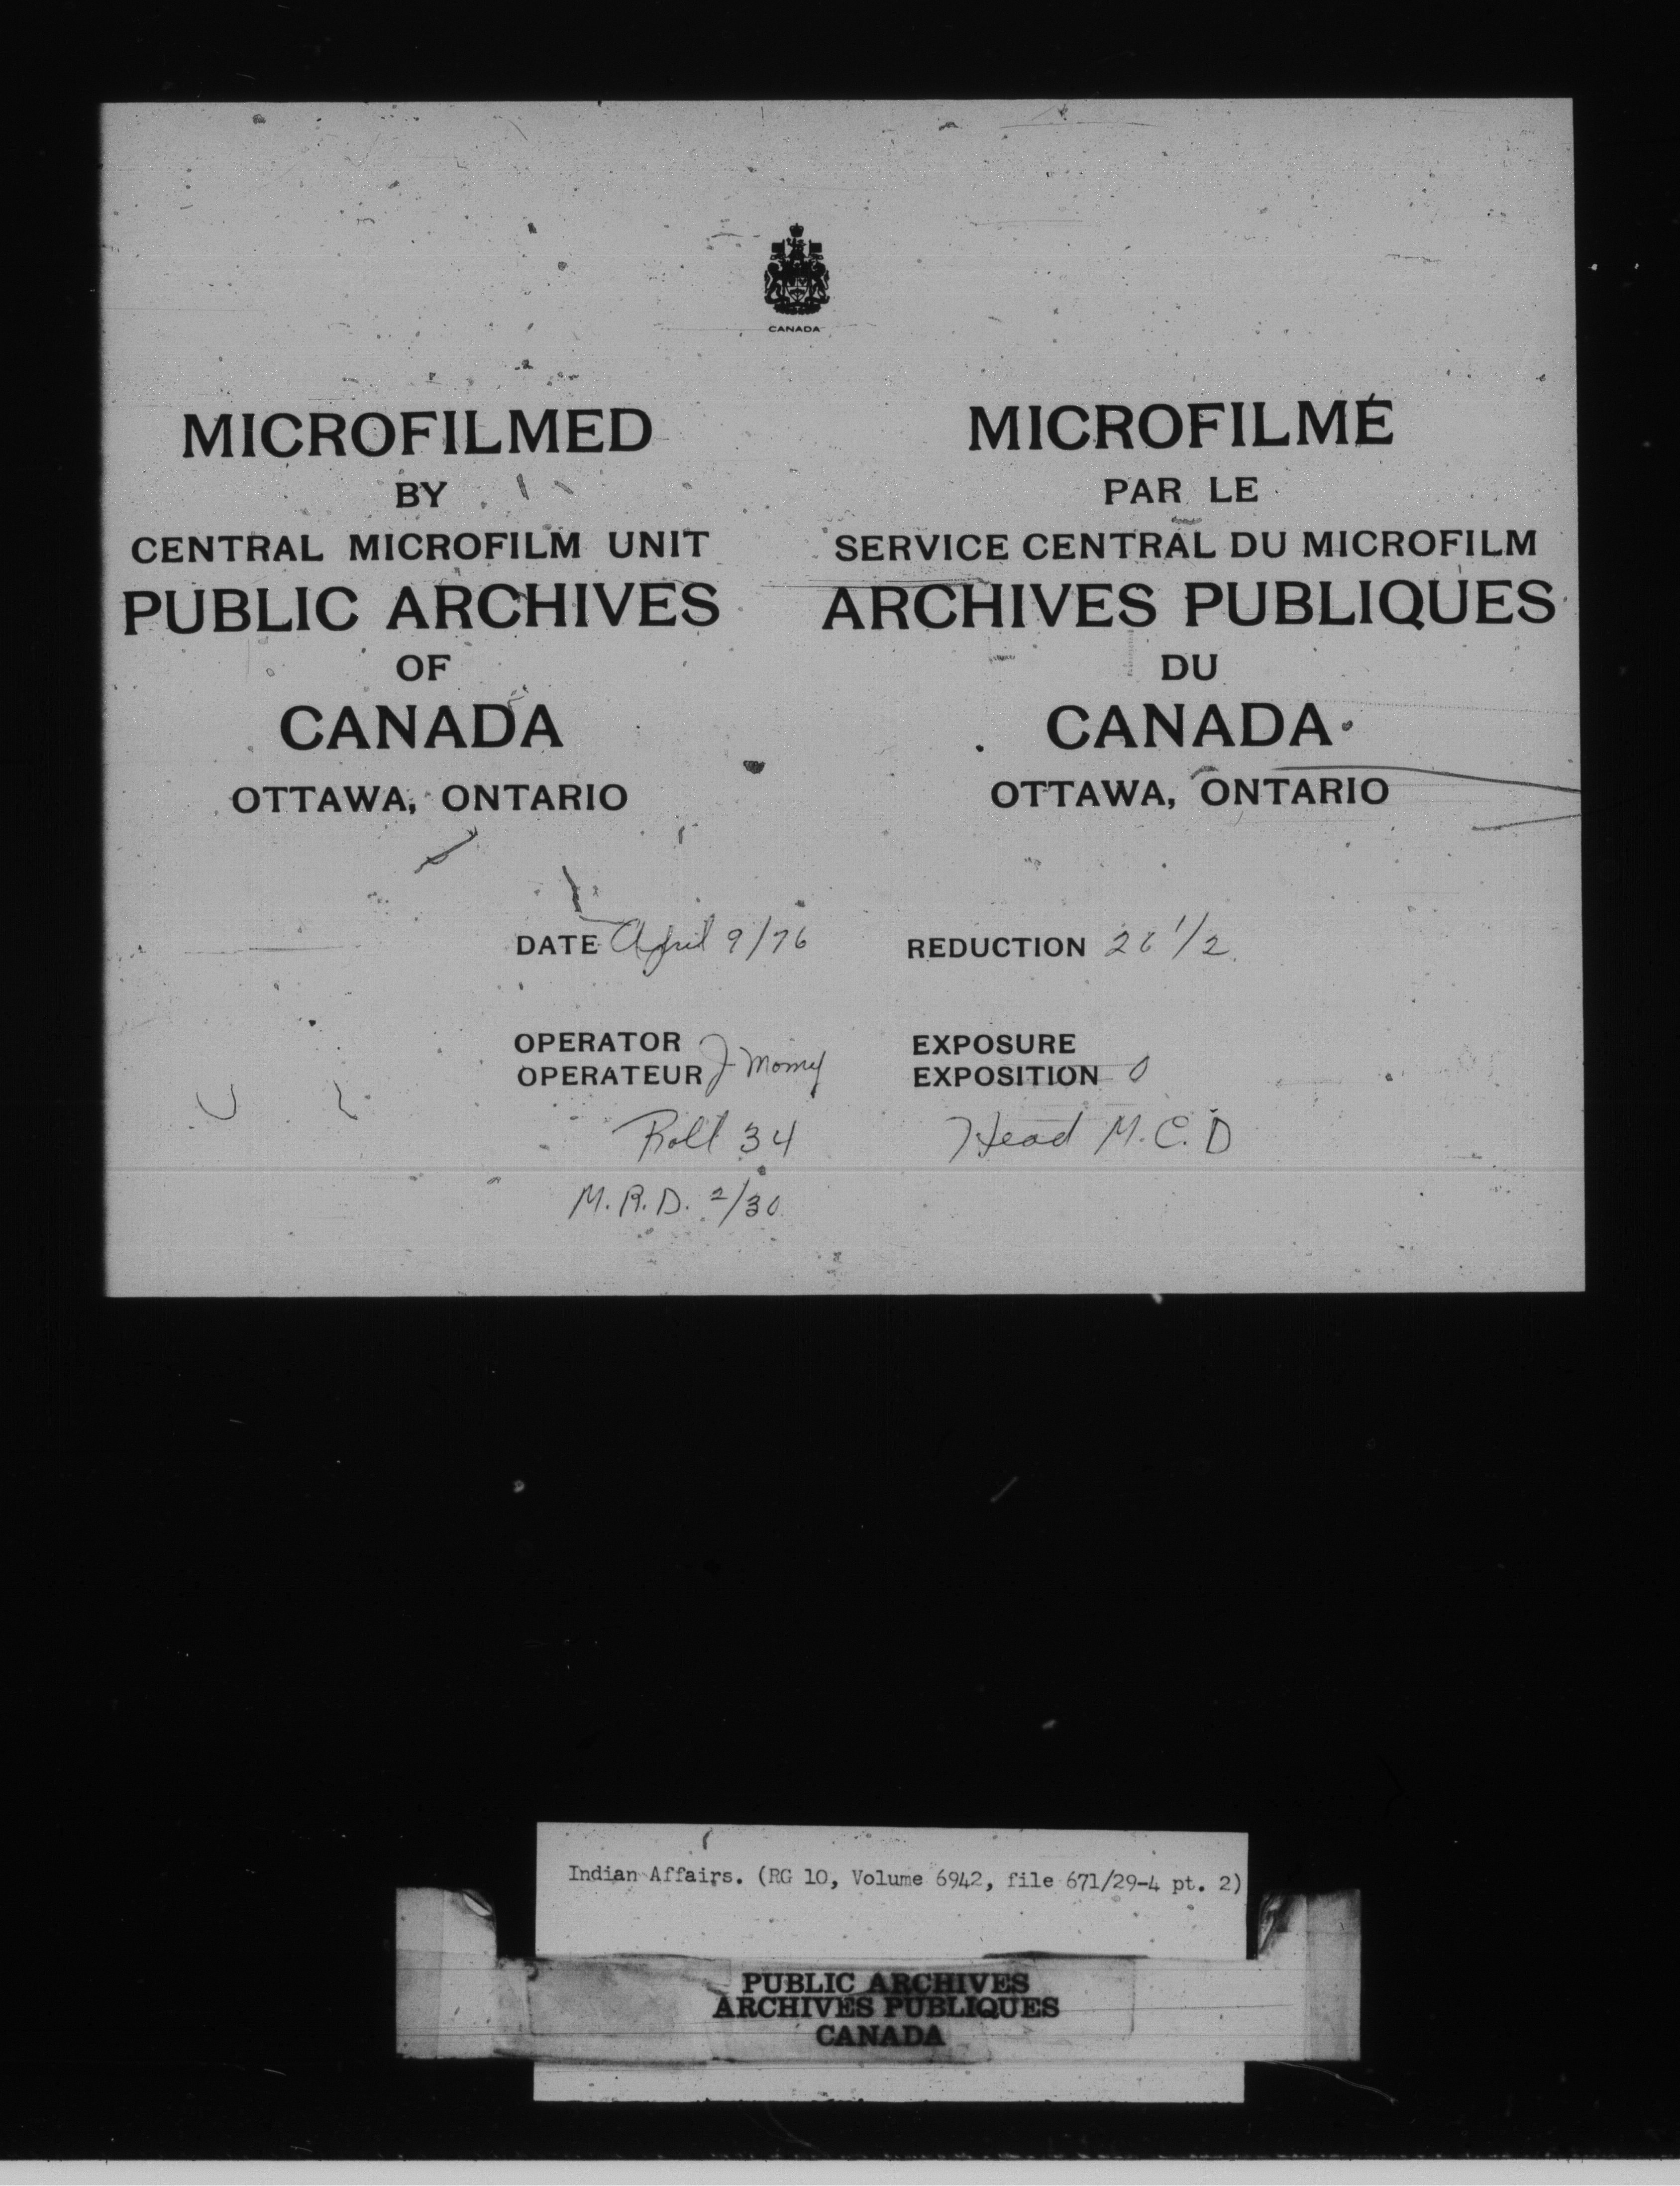 CANADA
MICROFILMED
BY
CENTRAL MICROFILM UNIT
PUBLIC ARCHIVES
OF
CANADA
OTTAWA, ONTARIO
MICROFILMÉ
PAR LE
SERVICE CENTRAL DU MICROFILM
ARCHIVES PUBLIQUES
DU
CANADA
OTTAWA, ONTARIO
DATE April 9/76
REDUCTION 1/2
OPERATOR
OPERATEUR J
EXPOSURE
EXPOSITION 0
Roll 34
Head M.C.D
M.R.D. 2/30
Indian Affairs. (RG 10, Volume 6942, file 671/29-4 pt. 2)
PUBLIC ARCHIVES
ARCHIVES PUBLIQUES
CANADA